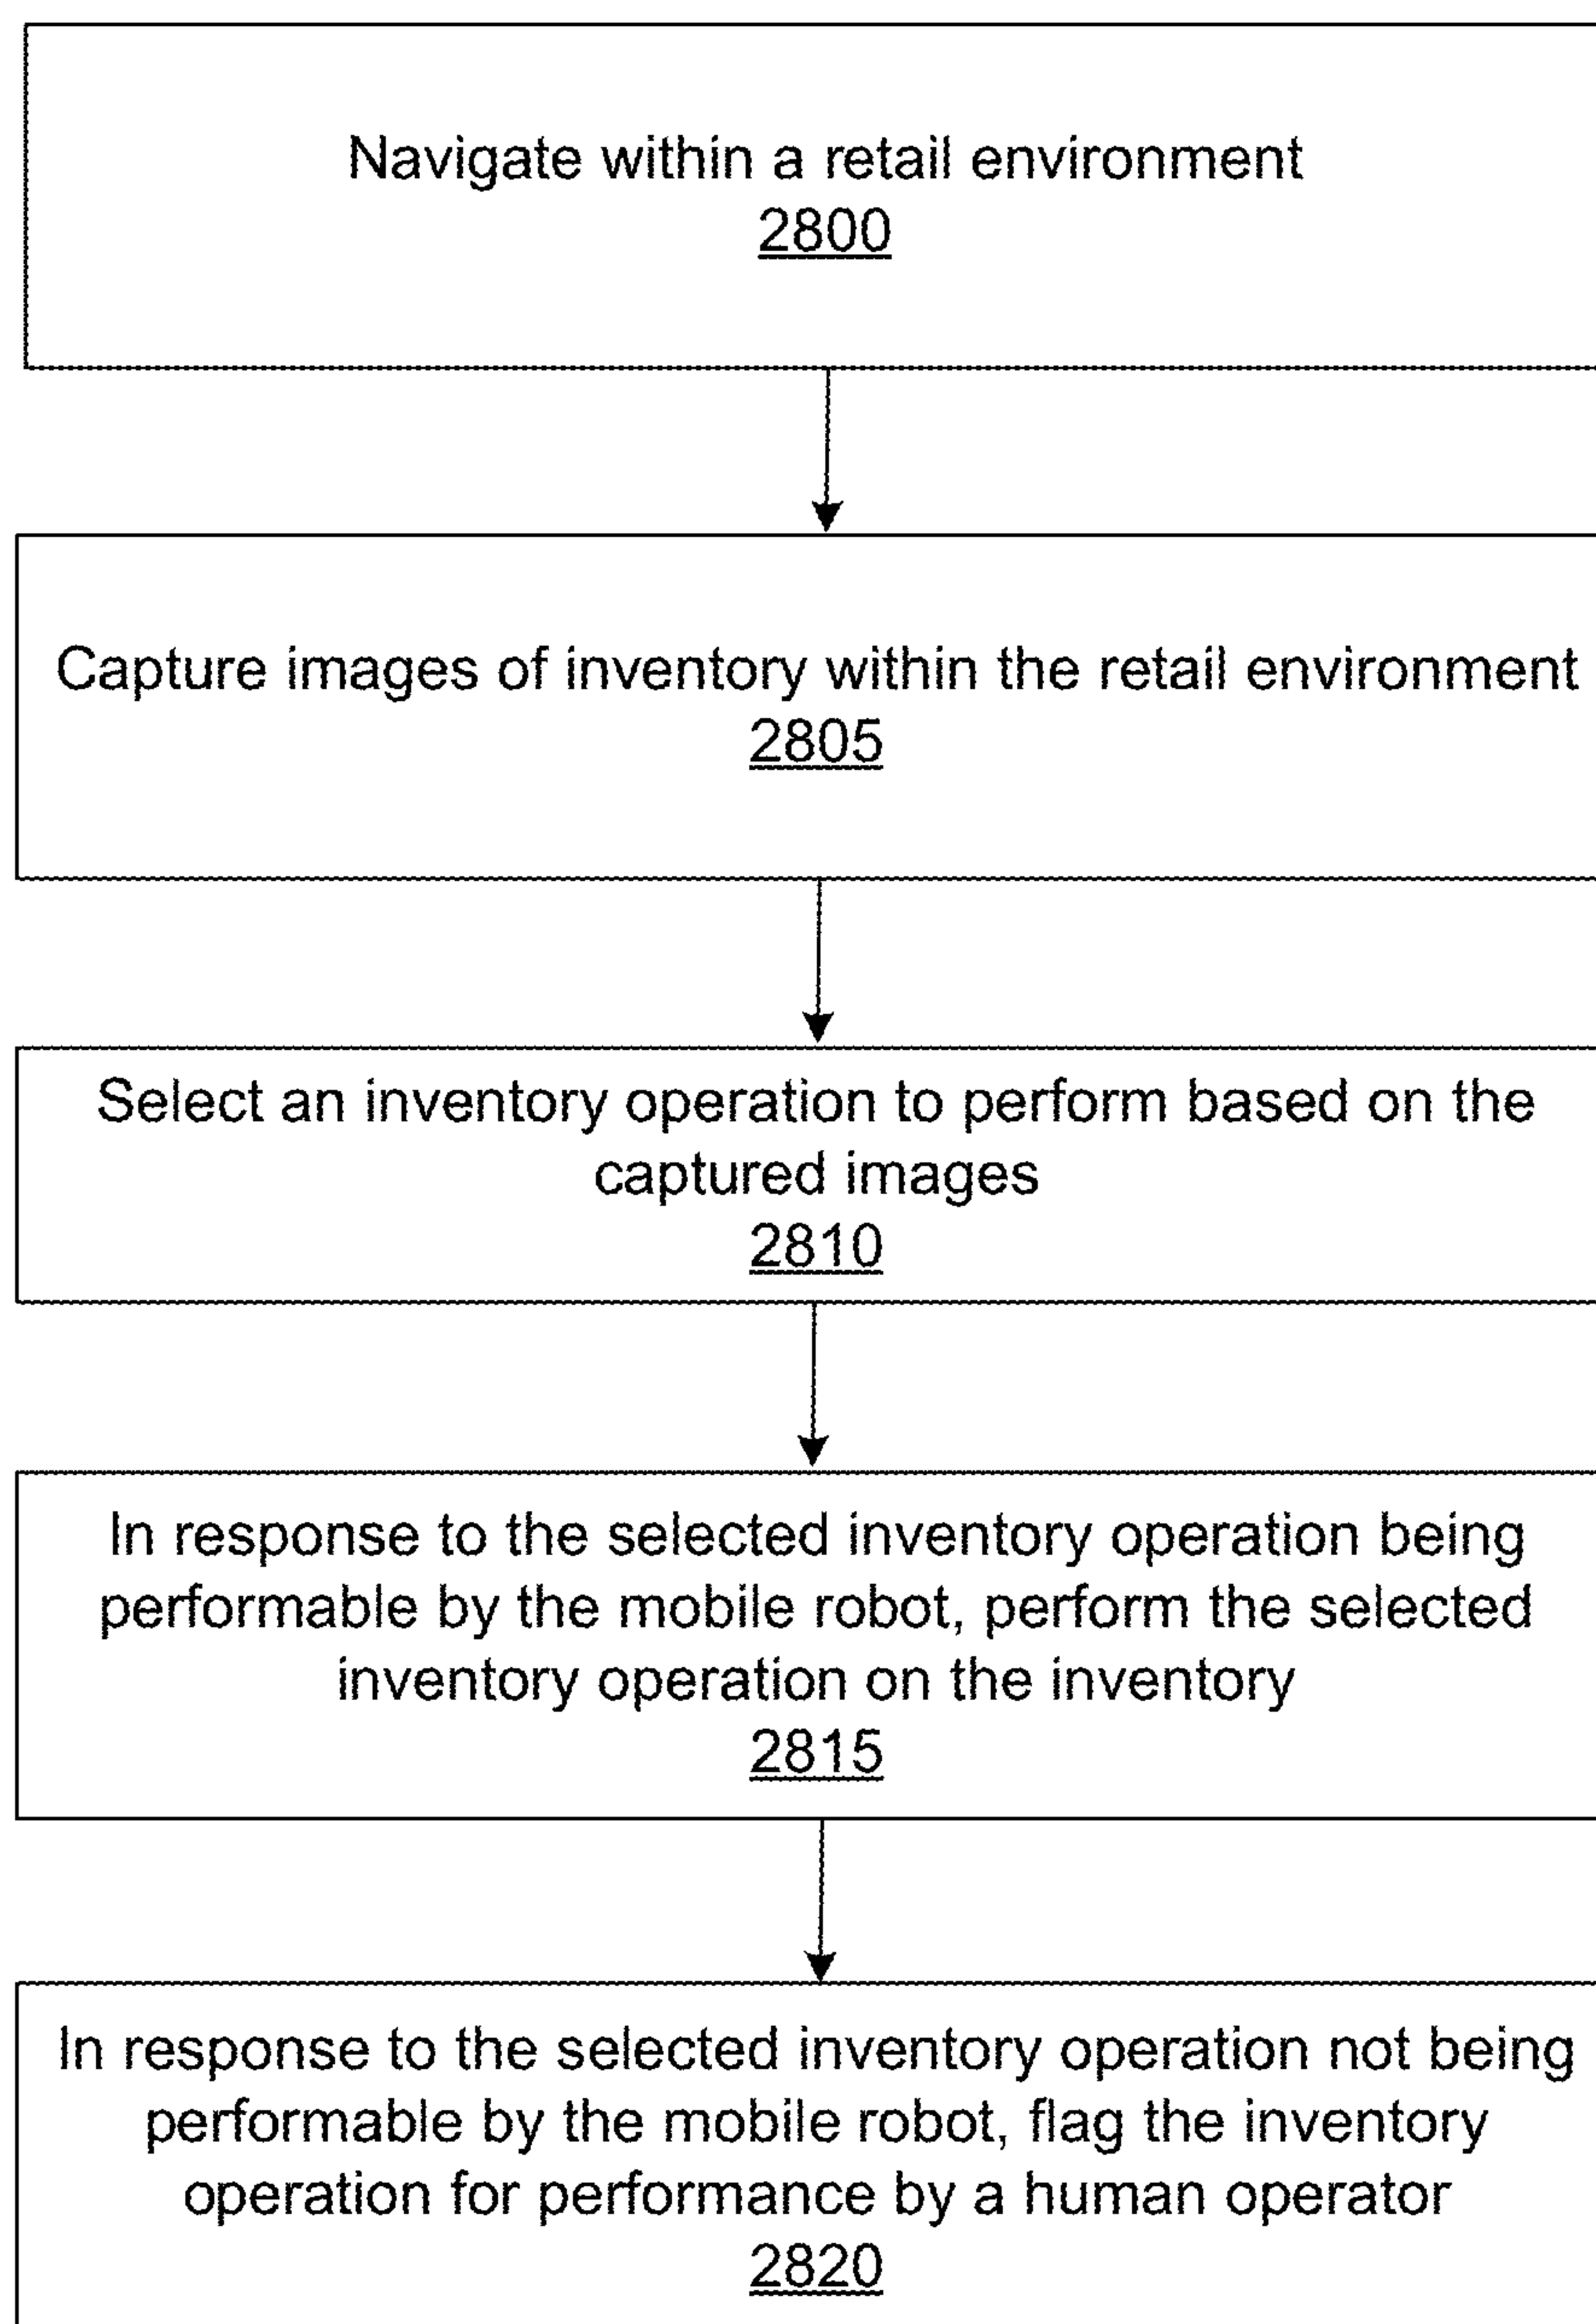 Navigate within a retail environment
2800
Capture images of inventory within the retail environment
2805
Select an inventory operation to perform based on the
captured images
2810
In response to the selected inventory operation being
performable by the mobile robot, perform the selected
inventory operation on the inventory
2815
In response to the selected inventory operation not being
performable by the mobile robot, flag the inventory
operation for performance by a human operator
2820